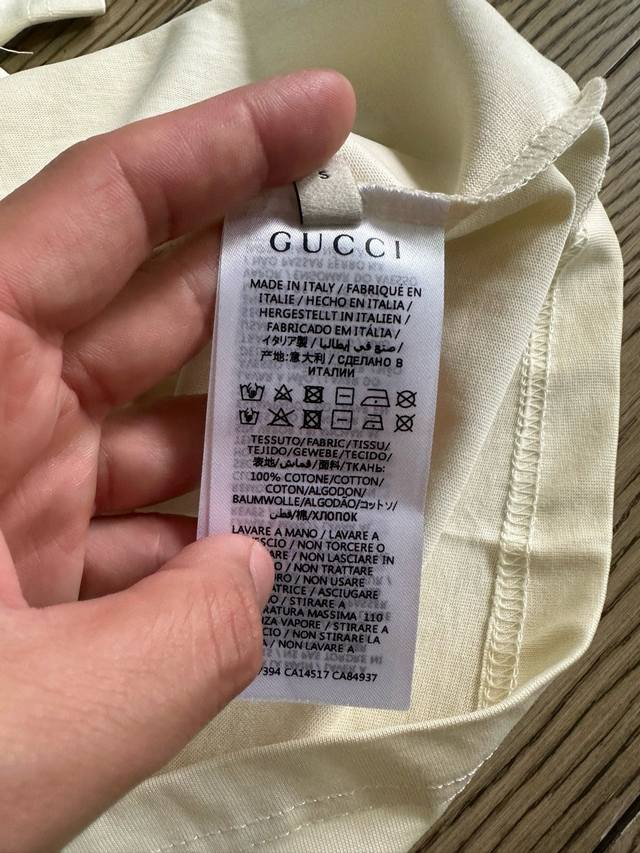 S
GUCCI
MADE IN ITALY / FABRIQUÉ EN
ITALIE / HECHO EN ITALIA /
HERGESTELLT IN ITALIEN /
FABRICADO EM ITÁLIA /
イタリア製 / صنع في إيطاليا /
产地:意大利 / СДЕЛАНО В
ИТАЛИИ
TESSUTO/FABRIC/TISSU/
TEJIDO/GEWEBE/TECIDO/
表地/قماش/面料/ТКАНЬ:
100% COTONE/COTTON/
COTON/ALGODON/
BAUMWOLLE/ALGODÃO/コットン/
قطن/棉/ХЛОПОК
LAVARE A MANO / LAVARE A
/ NON TORCERE O
/ NON LASCIARE IN
/ NON TRATTARE
/ NON USARE
/ ASCIUGARE
/ STIRARE A
MASSIMA 110
VAPORE / STIRARE A
/ NON STIRARE LA
/ NON LAVARE A
CA14517 CA84937